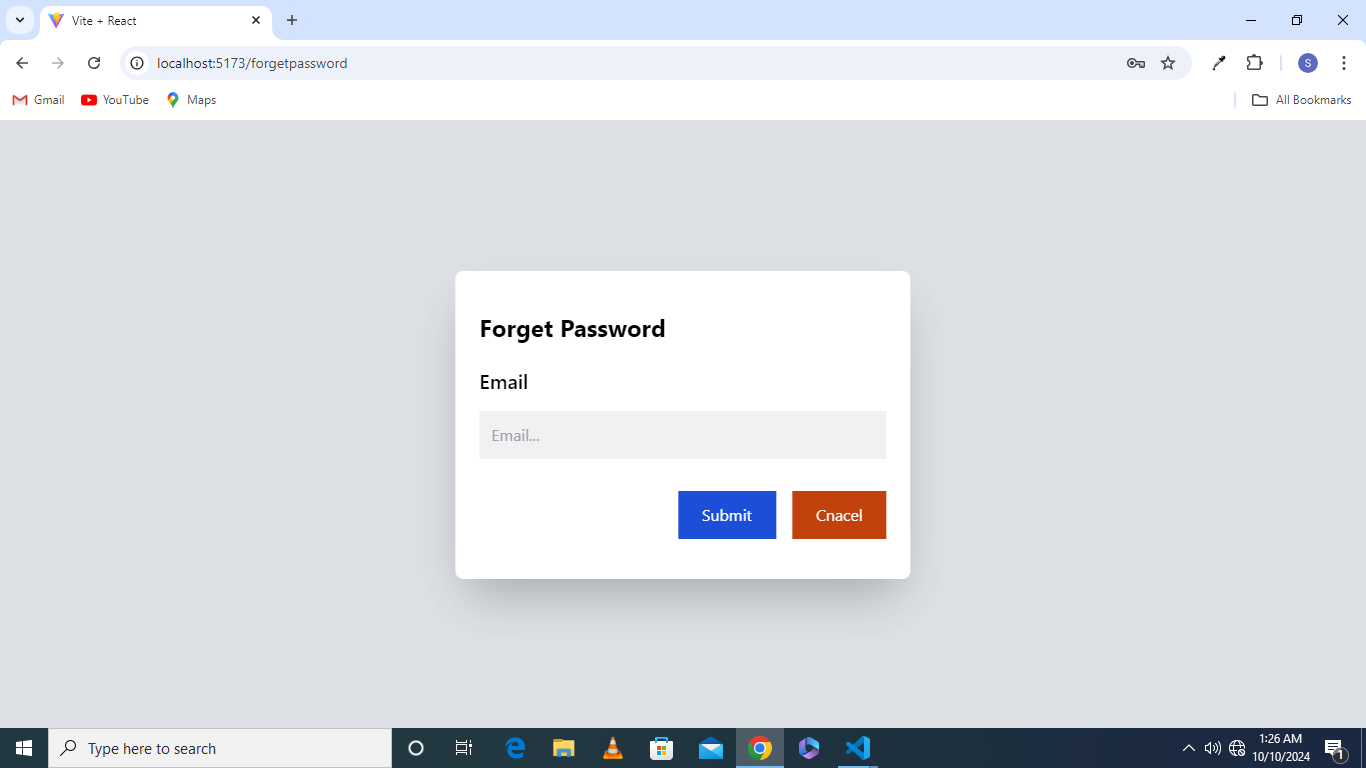 Vite + React
localhost:5173/forgetpassword
S
Gmail YouTube Maps All Bookmarks
Forget Password
Email
Email...
Submit Cnacel
Type here to search
1:26 AM
10/10/2024
1